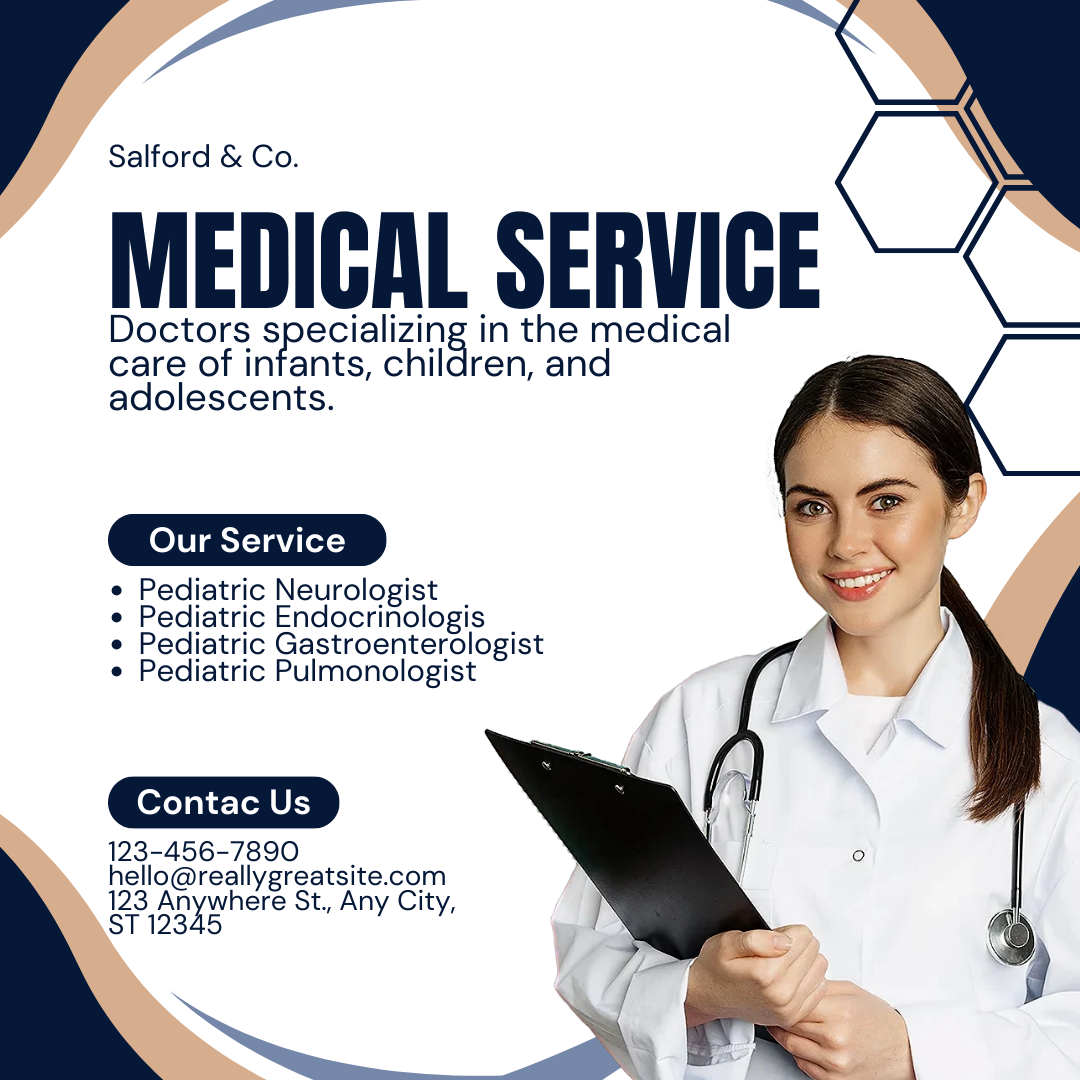 Salford & Co.
MEDICAL SERVICE
Doctors specializing in the medical
care of infants, children, and
adolescents.
Our Service
• Pediatric Neurologist
• Pediatric Endocrinologis
• Pediatric Gastroenterologist
• Pediatric Pulmonologist
Contac Us
123-456-7890
hello@reallygreatsite.com
123 Anywhere St., Any City,
ST 12345